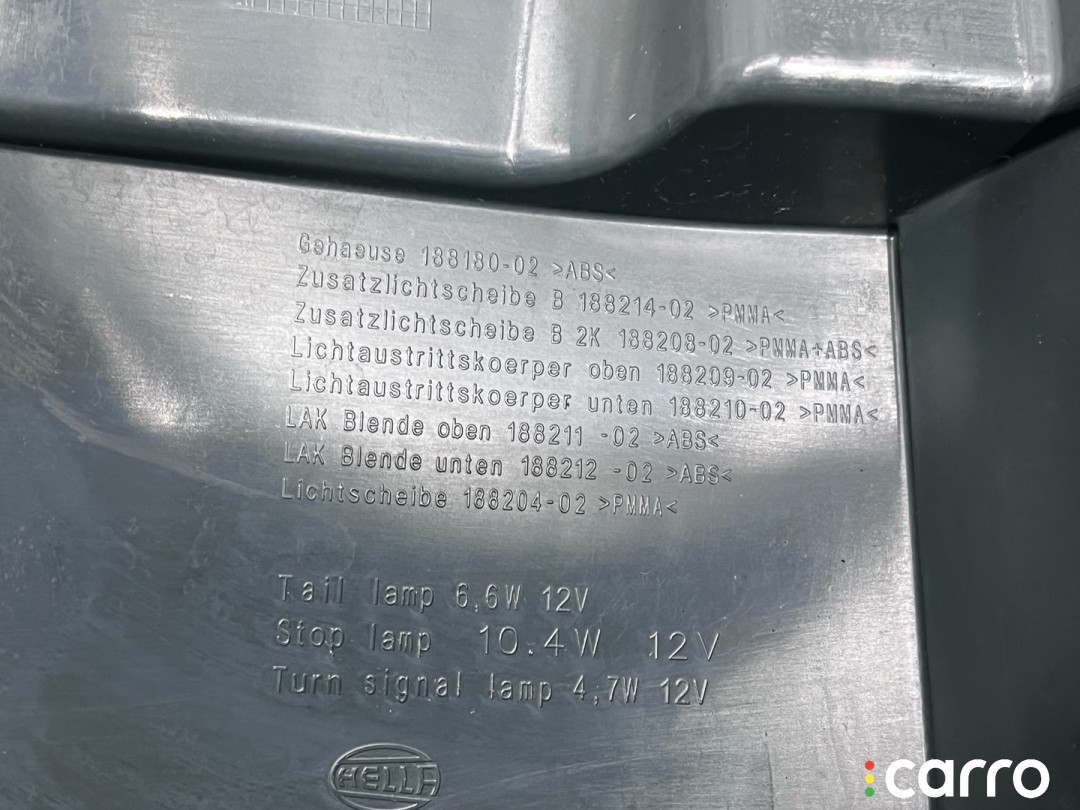 Gehaeuse 188180-02 >ABS<
Zusatzlichtscheibe B 188214-02 >PMMA<
Zusatzlichtscheibe B 2K 188208-02 >PMMA+ABS<
Lichtaustrittskoerper oben 188209-02 >PMMA<
Lichtaustrittskoerper unten 188210-02 >PMMA<
LAK Blende oben 188211 -02 >ABS<
LAK Blende unten 188212 -02 >ABS<
Lichtscheibe 188204-02 >PMMA<
Tail lamp 6,6W 12V
Stop lamp 10.4W 12V
Turn signal lamp 4,7W 12V
HELLA
carro